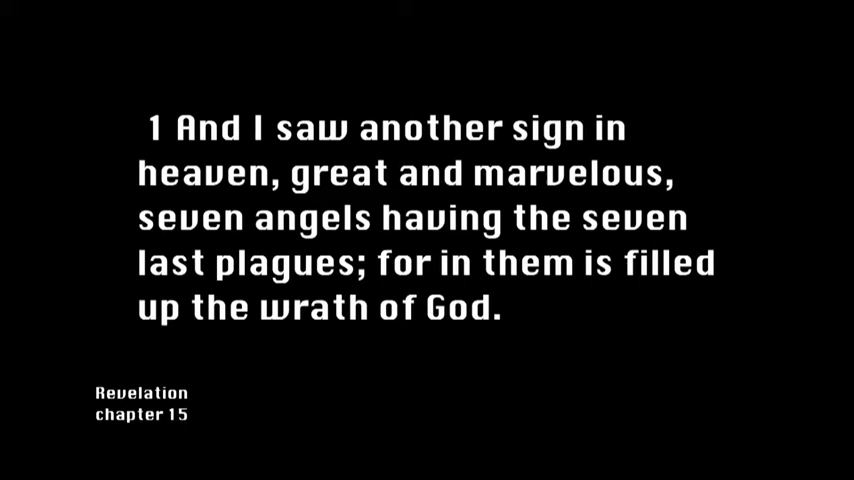 1 And I saw another sign in
heaven, great and marvelous,
seven angels having the seven
last plagues; for in them is filled
up the wrath of God.
Revelation
chapter 15